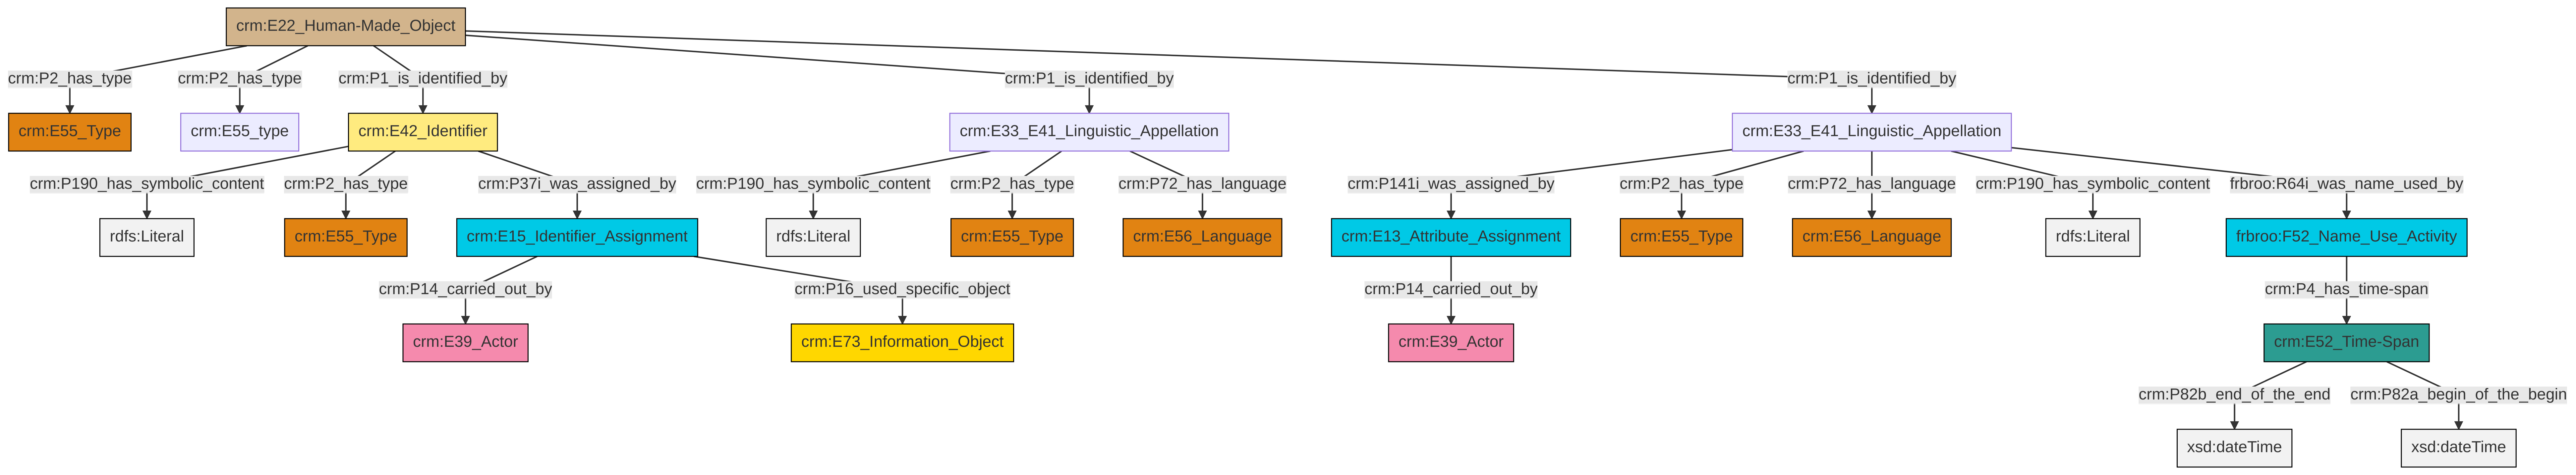 crm:E22_Human-Made_Object
crm:P2_has_type
crm:P2_has_type
crm:P1_is_identified_by
crm:P1_is_identified_by
crm:P1_is_identified_by
crm:E55_Type
crm:E55_type
crm:E42_Identifier
crm:E33_E41_Linguistic_Appellation
crm:E33_E41_Linguistic_Appellation
crm:P190_has_symbolic_content
crm:P2_has_type
crm:P37i_was_assigned_by
crm:P190_has_symbolic_content
crm:P2_has_type
crm:P72_has_language
crm:P141i_was_assigned_by
crm:P2_has_type
crm:P72_has_language
crm:P190_has_symbolic_content
frbroo:R64i_was_name_used_by
rdfs:Literal
crm:E55_Type
crm:E15_Identifier_Assignment
rdfs:Literal
crm:E55_Type
crm:E56_Language
crm:E13_Attribute_Assignment
crm:E55_Type
crm:E56_Language
rdfs:Literal
frbroo:F52_Name_Use_Activity
crm:P14_carried_out_by
crm:P16_used_specific_object
crm:P14_carried_out_by
crm:P4_has_time-span
crm:E39_Actor
crm:E73_Information_Object
crm:E39_Actor
crm:E52_Time-Span
crm:P82b_end_of_the_end
crm:P82a_begin_of_the_begin
xsd:dateTime
xsd:dateTime